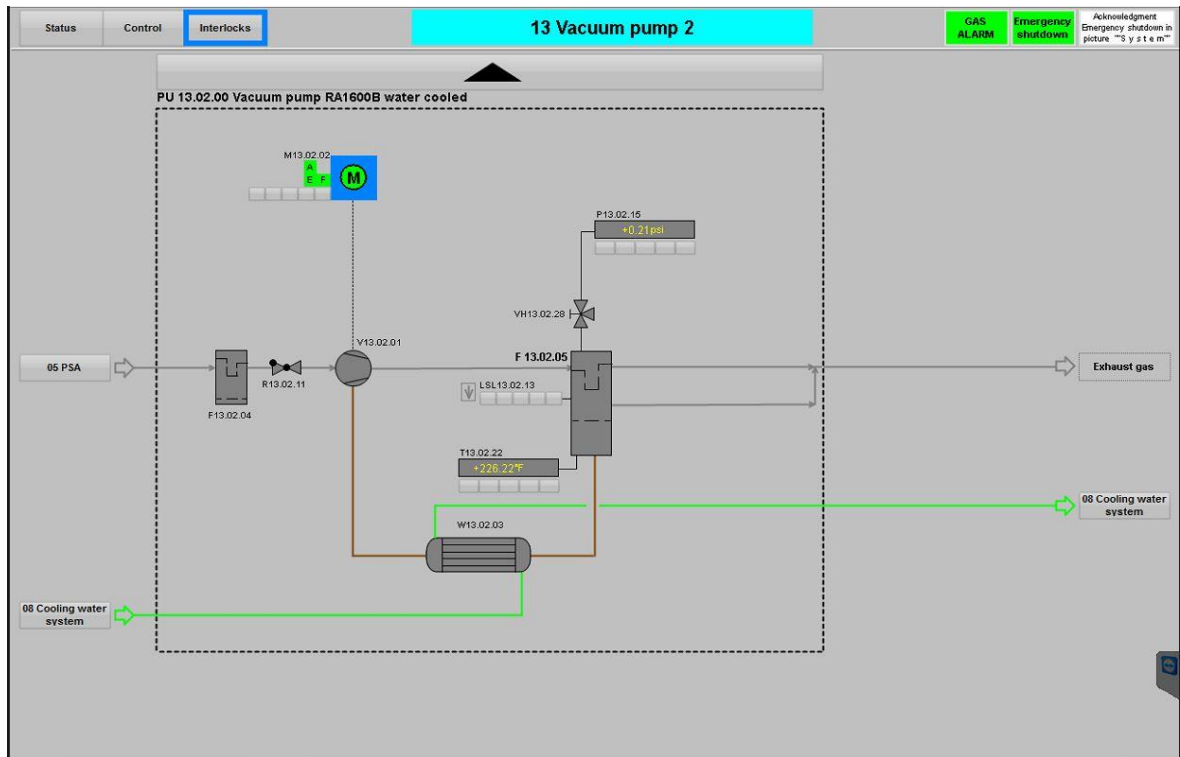 Status
Control
Interlocks
13 Vacuum pump 2
GAS
ALARM
Emergency
shutdown
Acknowledgment
Emergency shutdown in
picture ""S y s t e m""
PU 13.02.00 Vacuum pump RA1600B water cooled
M13.02.02
A
E F
M
P13.02.15
+0.21psi
VH13.02.28
V13.02.01
F 13.02.05
05 PSA
R13.02.11
F13.02.04
LSL13.02.13
Exhaust gas
T13.02.22
+226.22°F
W13.02.03
08 Cooling water
system
08 Cooling water
system